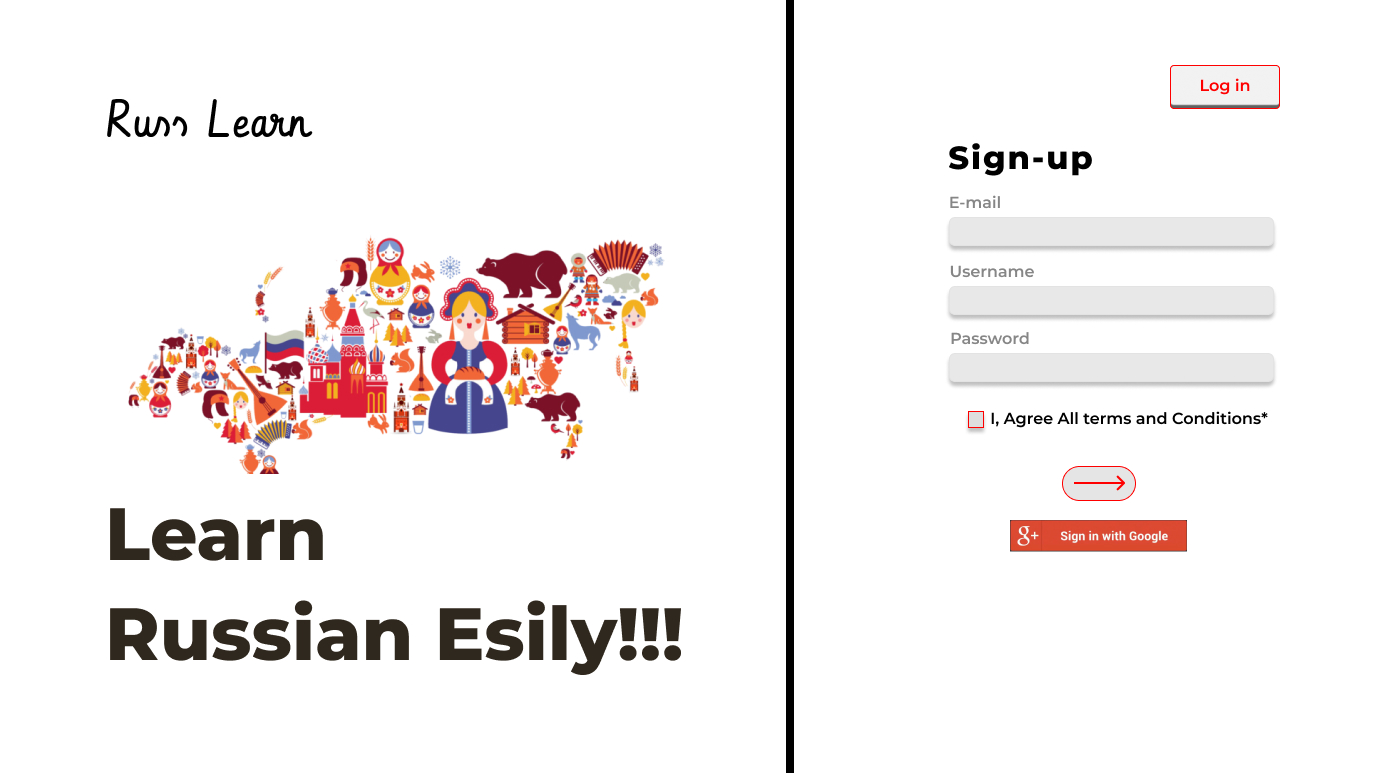 Russ Learn
Learn
Russian Esily!!!
Log in
Sign-up
E-mail
Username
Password
I, Agree All terms and Conditions*
g+ Sign in with Google